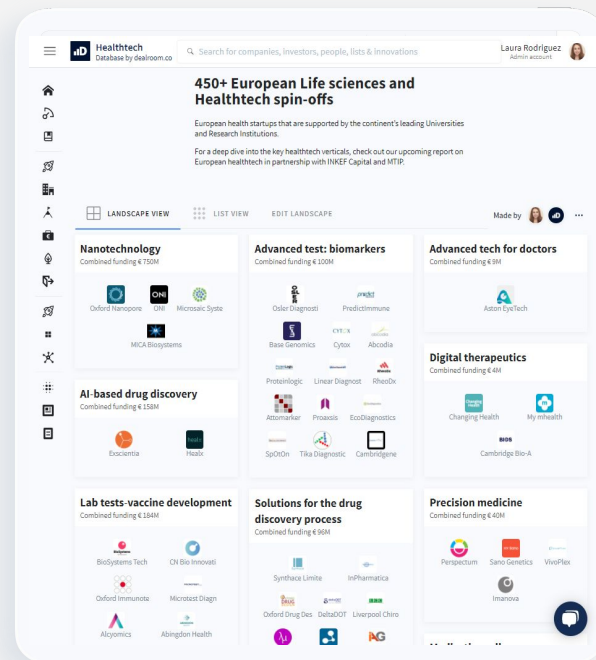 Healthtech
Database by dealroom.co
Search for companies, investors, people, lists & innovations
Laura Rodriguez
Admin account
450+ European Life sciences and
Healthtech spin-offs
European health startups that are supported by the continent's leading Universities
and Research Institutions.
For a deep dive into the key healthtech verticals, check out our upcoming report on
European healthtech in partnership with INKEF Capital and MTIP.
LANDSCAPE VIEW
LIST VIEW
EDIT LANDSCAPE
Made by
Nanotechnology
Combined funding € 750M
ONI
Oxford Nanopore
ONI
Microsaic Syste
MICA Biosystems
AI-based drug discovery
Combined funding € 158M
healx
Exscientia
Healx
Lab tests-vaccine development
Combined funding € 184M
BioSystems Tech
CN Bio Innovati
Oxford Immunote
Microtest Diagn
Alcyomics
Abingdon Health
Advanced test: biomarkers
Combined funding € 100M
OSLER
predict
Osler Diagnosti
PredictImmune
CYTOX
Base Genomics
Cytox
Abcodia
Proteinlogic
Linear Diagnost
RheoDx
Attomarker
Proaxsis
EcoDiagnostics
SpOtOn
Tika Diagnostic
Cambridgene
Solutions for the drug
discovery process
Combined funding € 96M
Synthace Limite
InPharmatica
DRUG
Oxford Drug Des
DeltaDOT
Liverpool Chiro
Advanced tech for doctors
Combined funding € 9M
Aston EyeTech
Digital therapeutics
Combined funding € 4M
Changing Health
Changing Health
My mhealth
BIOS
Cambridge Bio-A
Precision medicine
Combined funding € 40M
Perspectum
Sano Genetics
VivoPlex
Imanova